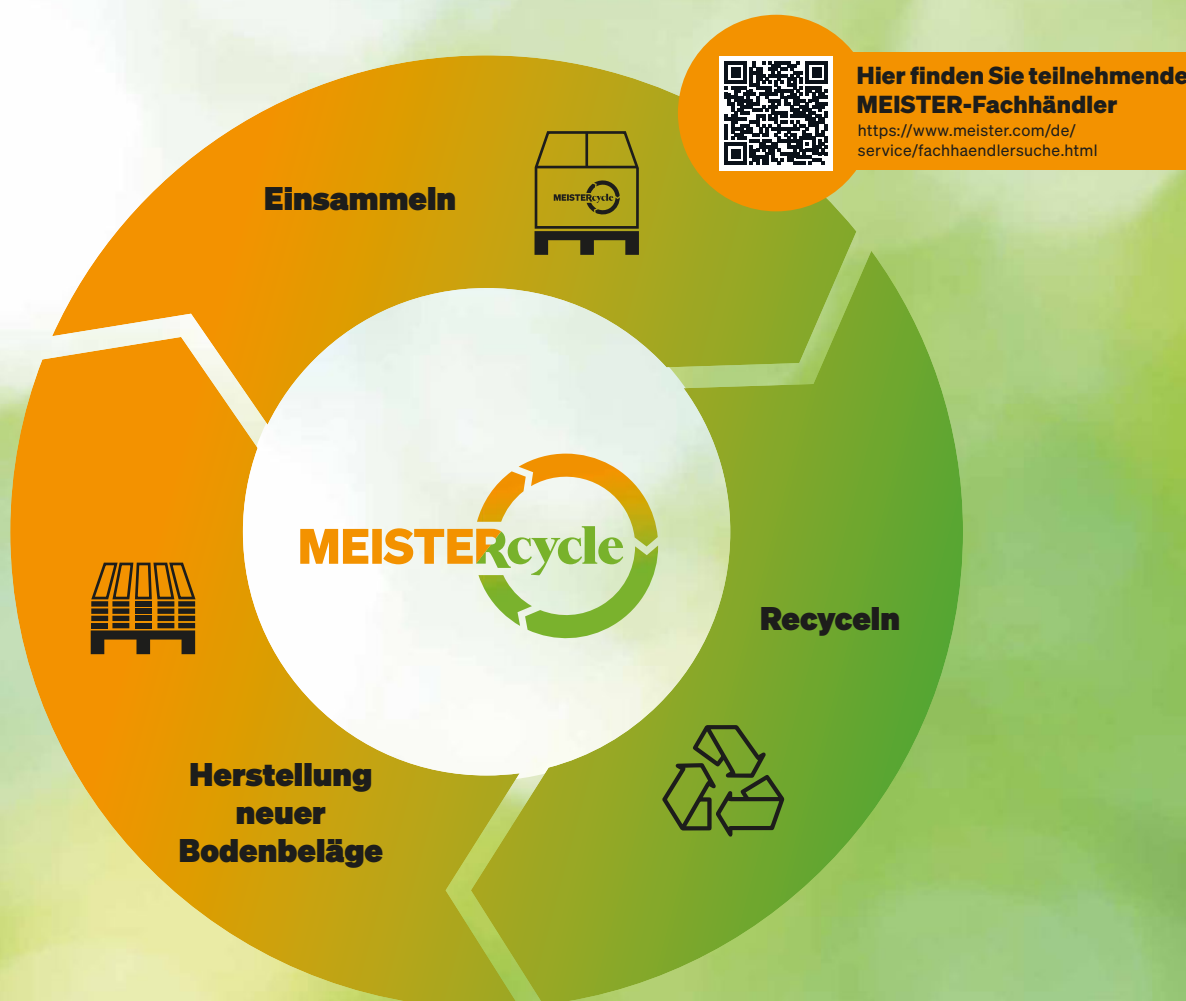 Hier finden Sie teilnehmende
MEISTER-Fachhändler
https://www.meister.com/de/
service/fachhaendlersuche.html
Einsammeln
MEISTERcycle
MEISTERcycle
Recyceln
Herstellung
neuer
Bodenbeläge